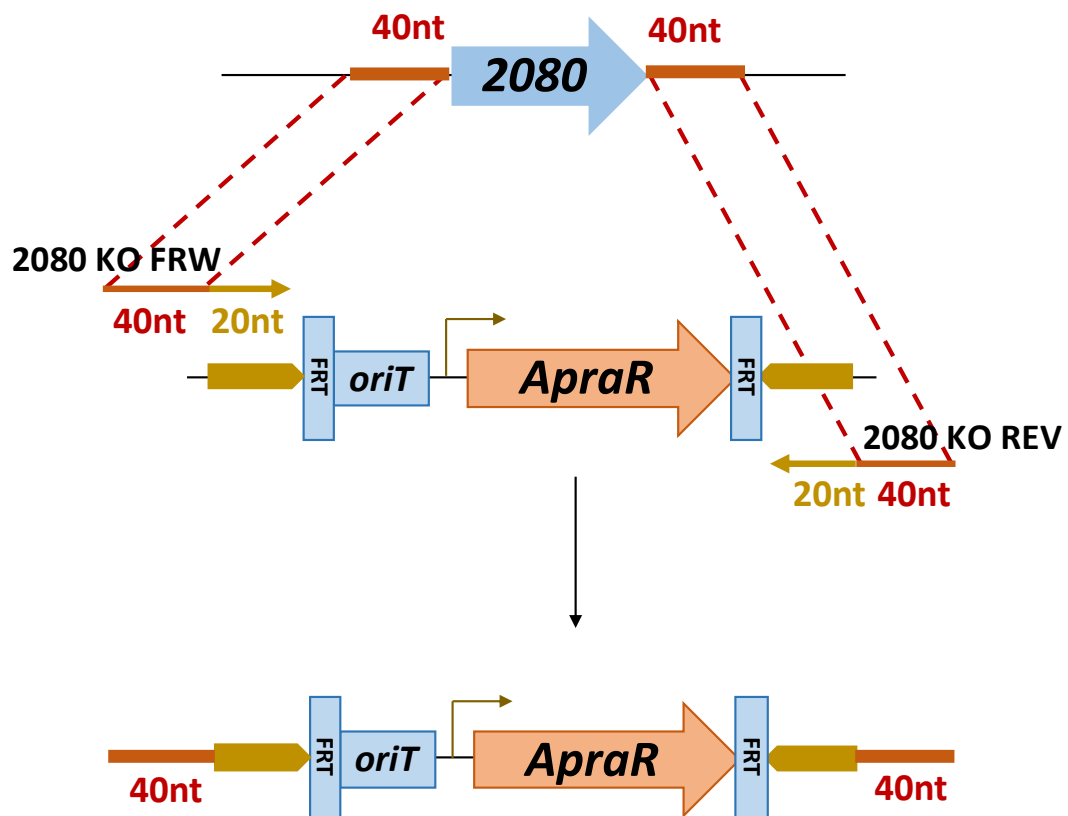 40nt
40nt
2080
2080 KO FRW
40nt
20nt
FRT
oriT
ApraR
FRT
2080 KO REV
20nt
40nt
FRT
oriT
ApraR
FRT
40nt
40nt